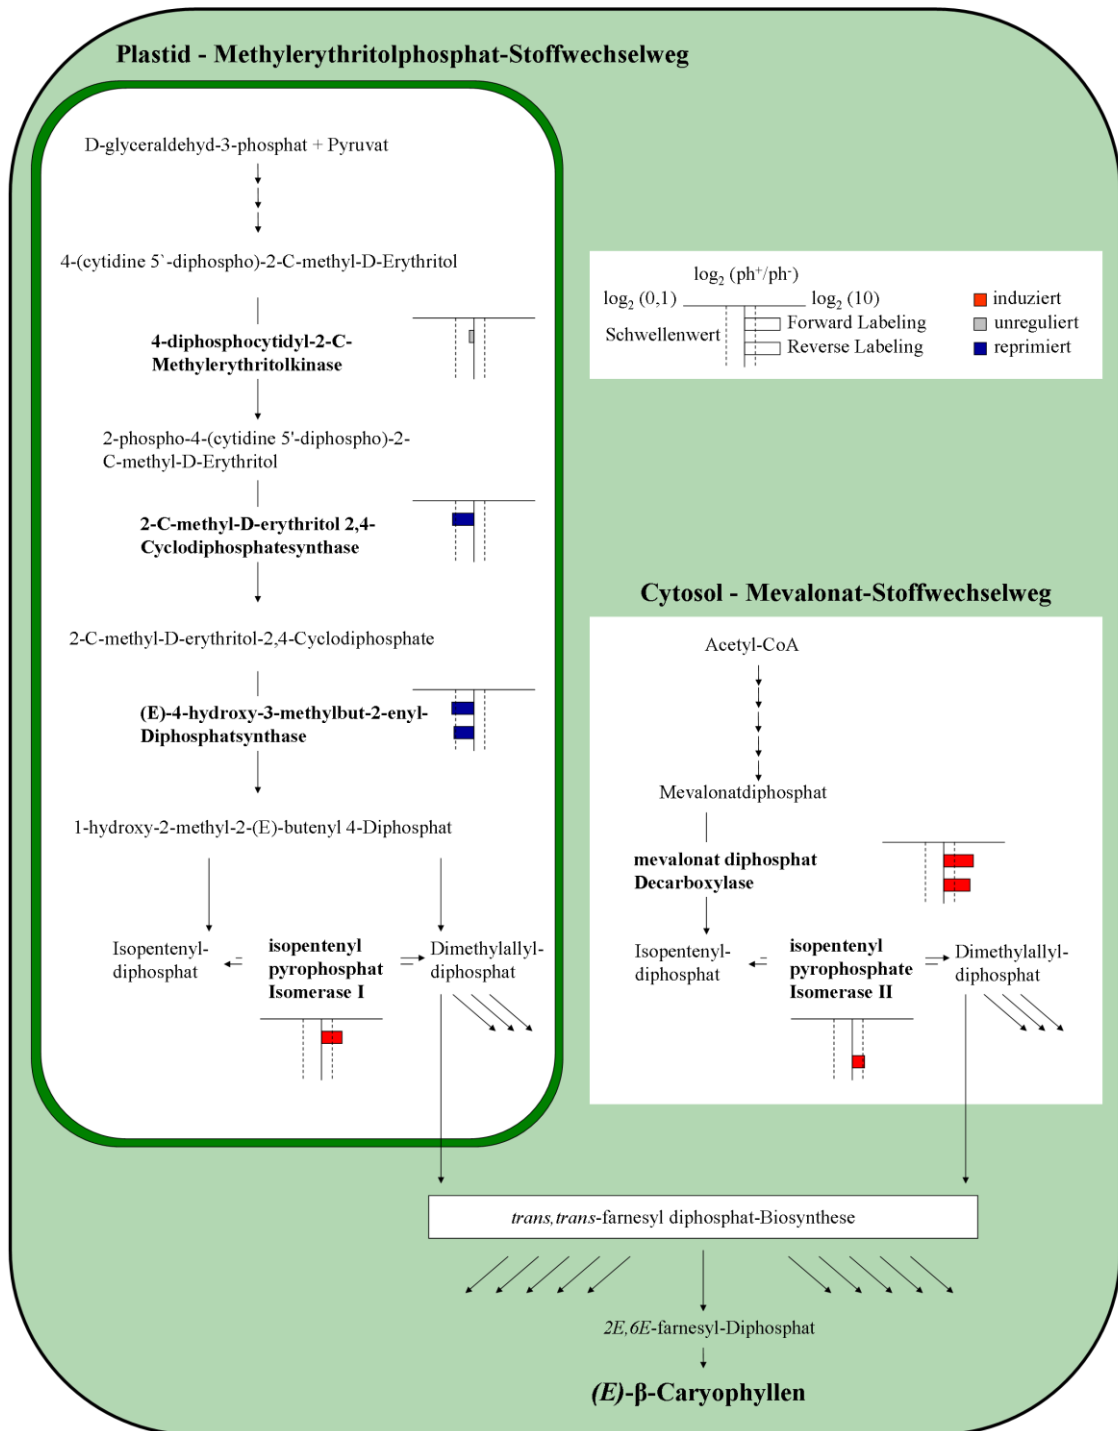 Plastid - Methylerythritolphosphat-Stoffwechselweg
D-glyceraldehyd-3-phosphat + Pyruvat
4-(cytidine 5`-diphospho)-2-C-methyl-D-Erythritol
4-diphosphocytidyl-2-C-
Methylerythritolkinase
2-phospho-4-(cytidine 5'-diphospho)-2-
C-methyl-D-Erythritol
2-C-methyl-D-erythritol 2,4-
Cyclodiphosphatesynthase
2-C-methyl-D-erythritol-2,4-Cyclodiphosphate
(E)-4-hydroxy-3-methylbut-2-enyl-
Diphosphatsynthase
1-hydroxy-2-methyl-2-(E)-butenyl 4-Diphosphat
Isopentenyl-
diphosphat
isopentenyl
pyrophosphat
Isomerase I
Dimethylallyl-
diphosphat
log₂ (ph⁺/ph⁻)
log₂ (0,1)
log₂ (10)
Schwellenwert
Forward Labeling
Reverse Labeling
induziert
unreguliert
reprimiert
Cytosol - Mevalonat-Stoffwechselweg
Acetyl-CoA
Mevalonatdiphosphat
mevalonat diphosphat
Decarboxylase
Isopentenyl-
diphosphat
isopentenyl
pyrophosphate
Isomerase II
Dimethylallyl-
diphosphat
trans,trans-farnesyl diphosphat-Biosynthese
2E,6E-farnesyl-Diphosphat
(E)-β-Caryophyllen